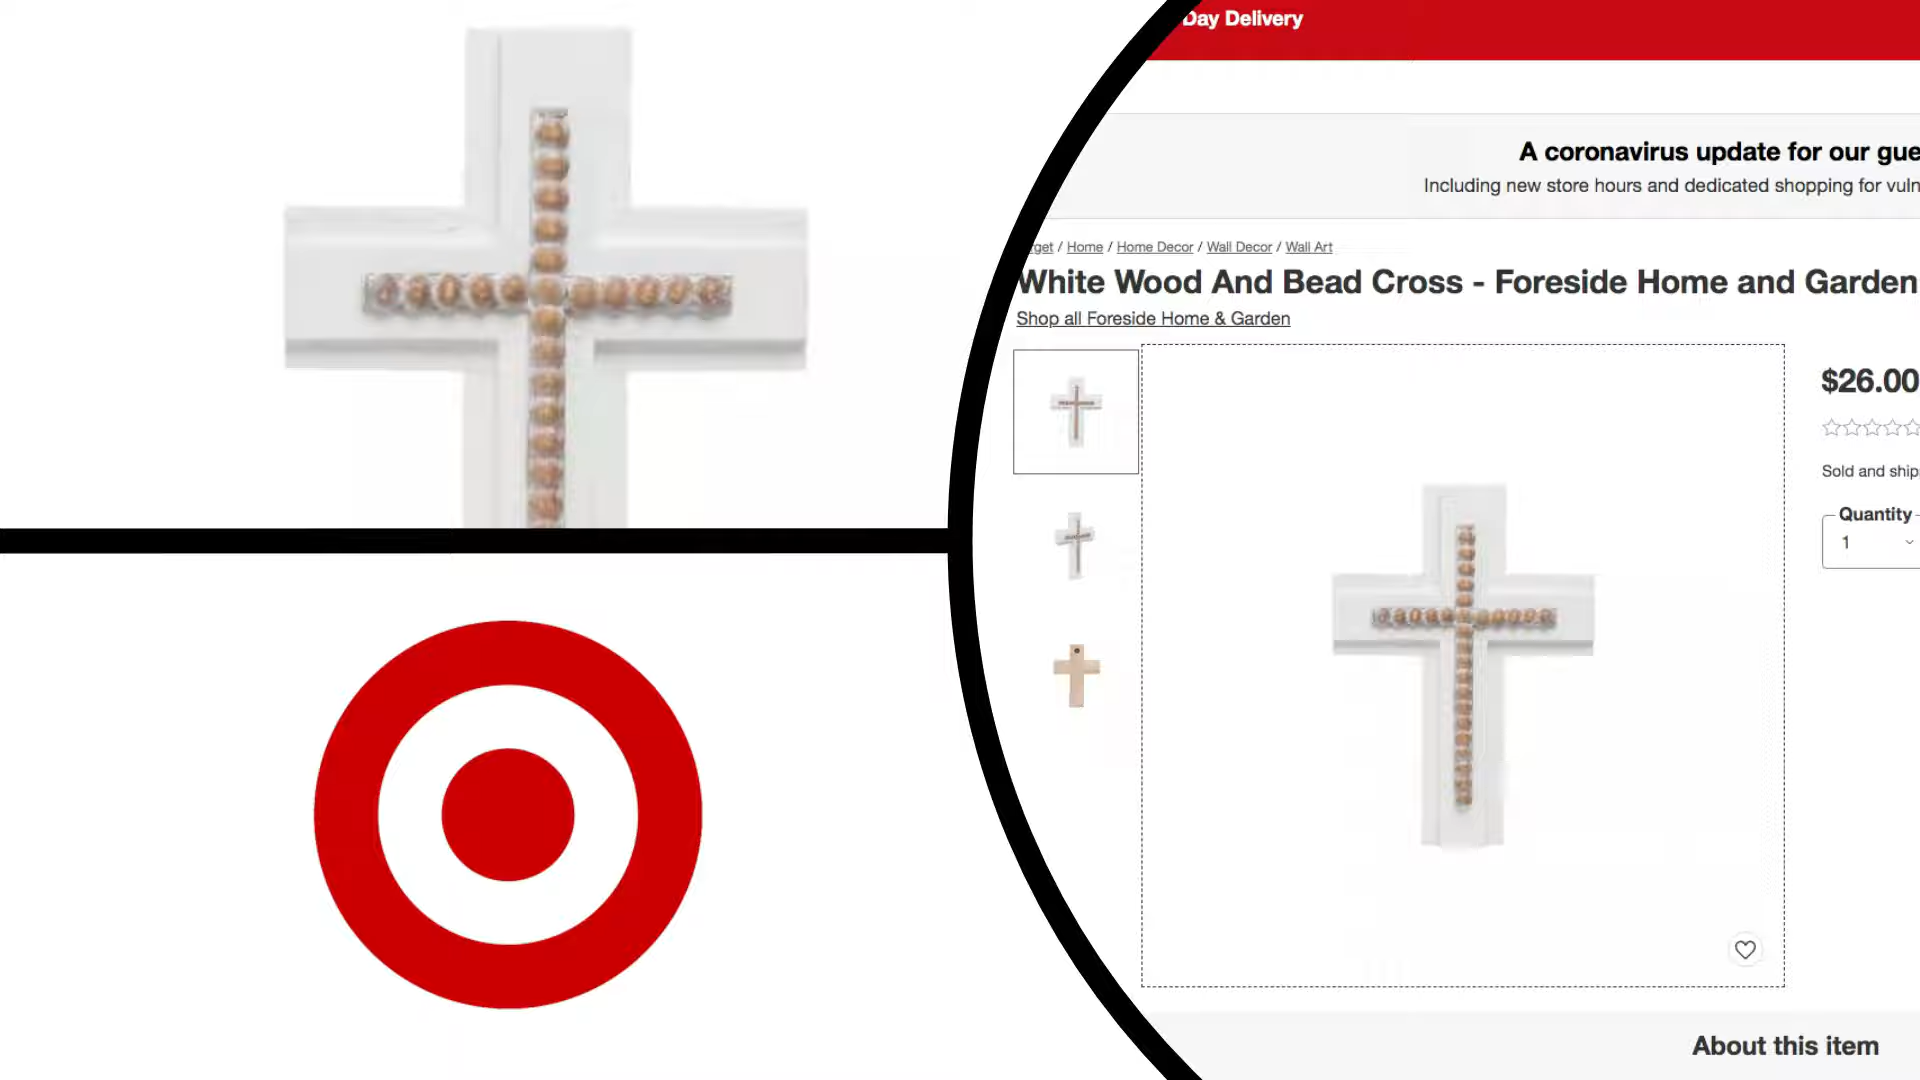 Day Delivery
A coronavirus update for our gue
Including new store hours and dedicated shopping for vuln
rget / Home / Home Decor / Wall Decor / Wall Art
White Wood And Bead Cross - Foreside Home and Garden
Shop all Foreside Home & Garden
$26.00
Sold and ship
Quantity
1
About this item